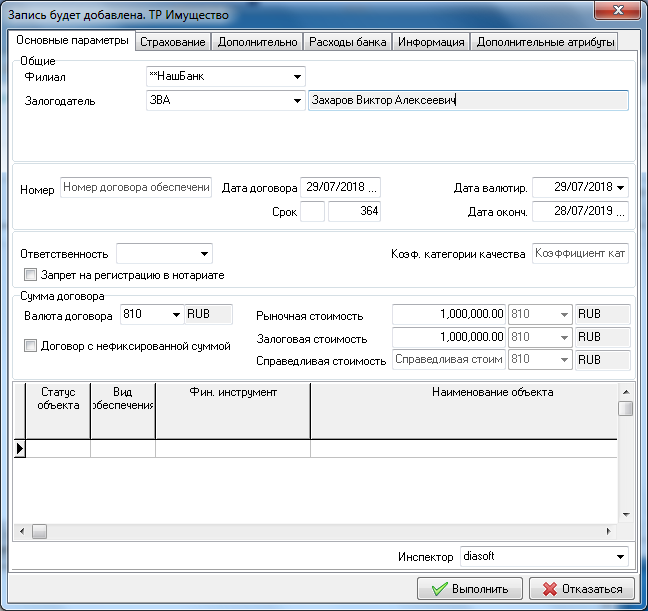 Запись будет добавлена. ТР Имущество
Основные параметры Страхование Дополнительно Расходы банка Информация Дополнительные атрибуты
Общие
Филиал **НашБанк
Залогодатель ЗВА Захаров Виктор Алексеевич
Номер Номер договора обеспечени Дата договора 29/07/2018 ... Дата валютир. 29/07/2018
Срок 364 Дата оконч. 28/07/2019 ...
Ответственность Коэф. категории качества Коэффициент кат
Запрет на регистрацию в нотариате
Сумма договора
Валюта договора 810 RUB Рыночная стоимость 1,000,000.00 810 RUB
Договор с нефиксированной суммой Залоговая стоимость 1,000,000.00 810 RUB
Справедливая стоимость Справедливая стоим 810 RUB
Статус объекта Вид обеспечения Фин. инструмент Наименование объекта
Инспектор diasoft
Выполнить Отказаться